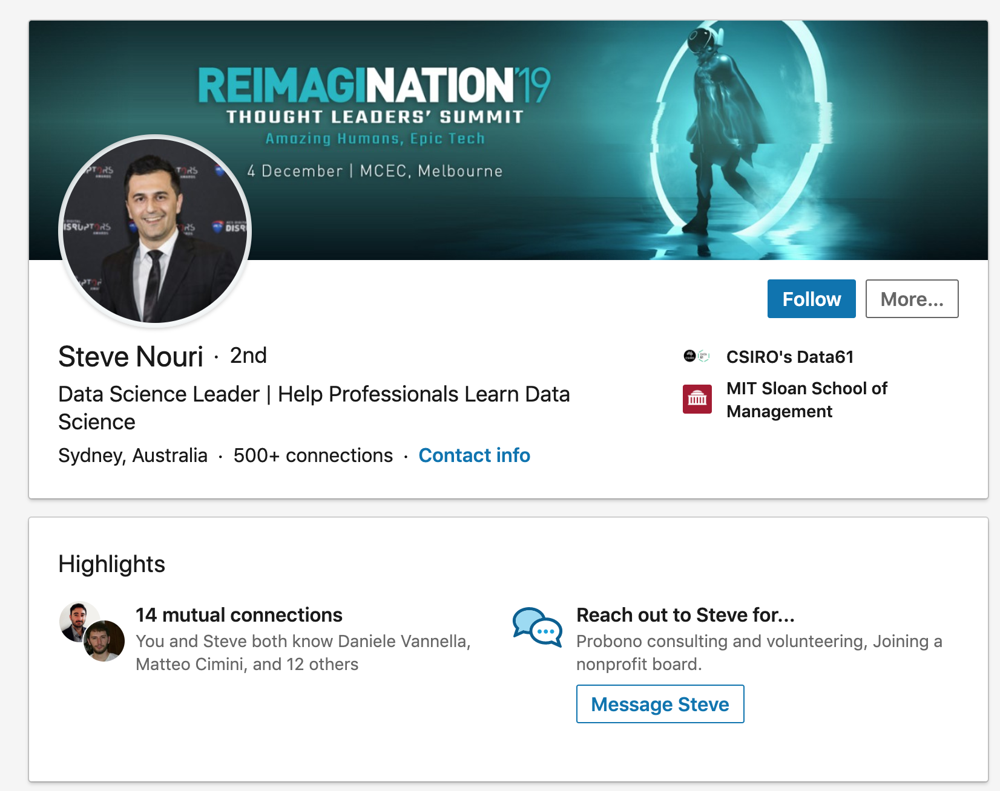 REIMAGINATION'19
THOUGHT LEADERS' SUMMIT
Amazing Humans, Epic Tech
4 December | MCEC, Melbourne
Follow
More...
Steve Nouri · 2nd
Data Science Leader | Help Professionals Learn Data
Science
Sydney, Australia · 500+ connections · Contact info
CSIRO's Data61
MIT Sloan School of
Management
Highlights
14 mutual connections
You and Steve both know Daniele Vannella,
Matteo Cimini, and 12 others
Reach out to Steve for...
Probono consulting and volunteering, Joining a
nonprofit board.
Message Steve